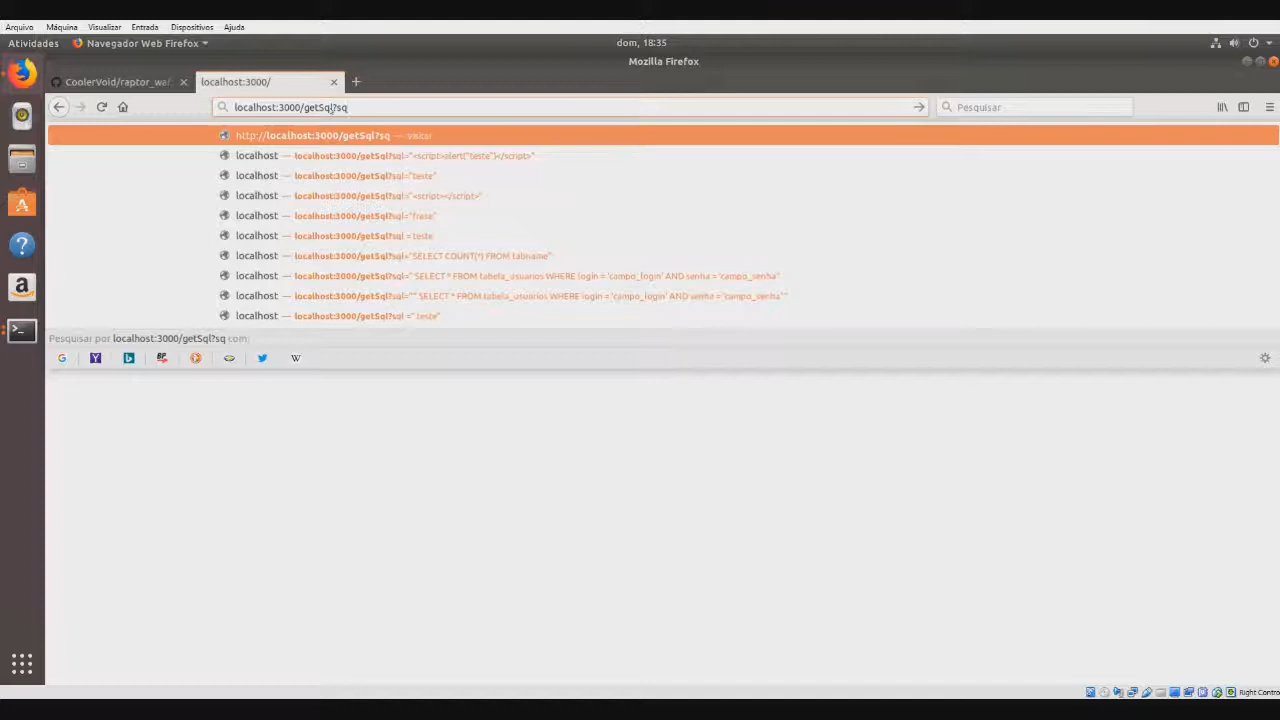 Arquivo Máquina Visualizar Entrada Dispositivos Ajuda
Atividades Navegador Web Firefox dom, 18:35
Mozilla Firefox
CoolerVoid/raptor_wa localhost:3000/
localhost:3000/getSql?sq Pesquisar
http://localhost:3000/getSql?sq — Visitar
localhost — localhost:3000/getSql?sql="<script>alert("teste")</script>"
localhost — localhost:3000/getSql?sql="teste"
localhost — localhost:3000/getSql?sql="<script></script>"
localhost — localhost:3000/getSql?sql="frase"
localhost — localhost:3000/getSql?sql = teste
localhost — localhost:3000/getSql?sql="SELECT COUNT(*) FROM tabname"
localhost — localhost:3000/getSql?sql=" SELECT * FROM tabela_usuarios WHERE login = 'campo_login' AND senha = 'campo_senha"
localhost — localhost:3000/getSql?sql="" SELECT * FROM tabela_usuarios WHERE login = 'campo_login' AND senha = 'campo_senha'"
localhost — localhost:3000/getSql?sql =" teste"
Pesquisar por localhost:3000/getSql?sq com:
G Y b BP W
Right Contro